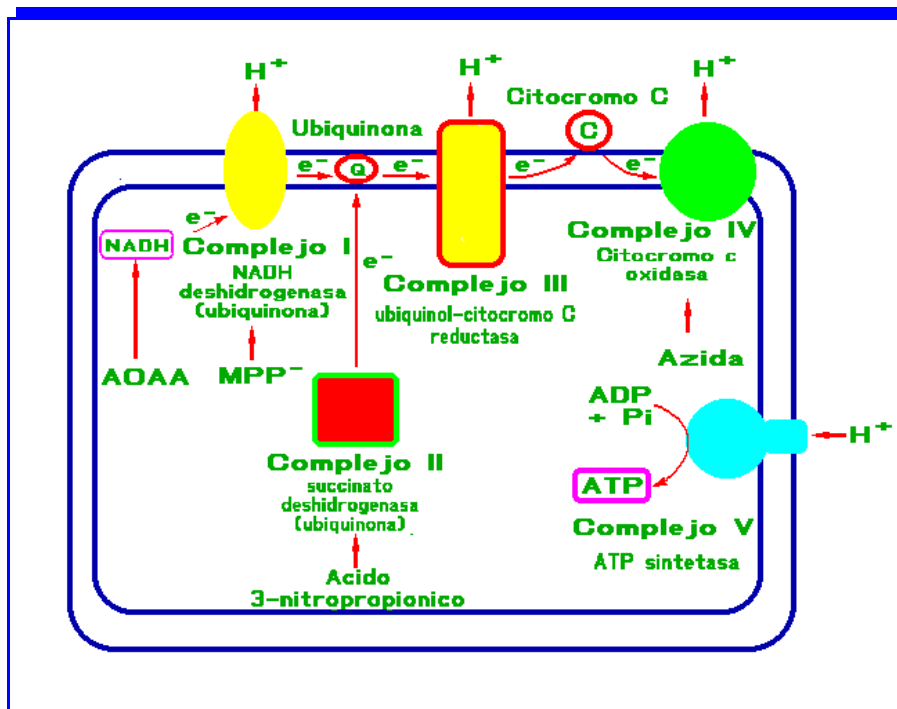 H+
H+
H+
Citocromo C
Ubiquinona
C
e-
Q
e-
e-
e-
e-
NADH
Complejo I
NADH
deshidrogenasa
(ubiquinona)
e-
Complejo III
ubiquinol-citocromo C
reductasa
Complejo IV
Citocromo c
oxidasa
AOAA
MPP-
Azida
ADP
+ Pi
H+
ATP
Complejo II
succinato
deshidrogenasa
(ubiquinona)
Complejo V
ATP sintetasa
Acido
3-nitropropionico